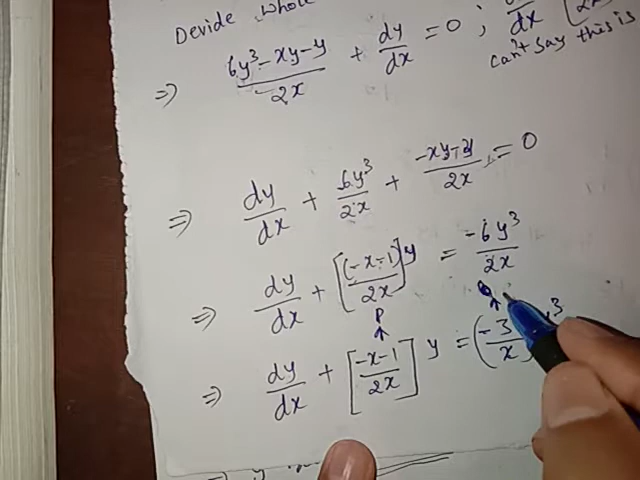 Devide whole
⇒ (6y³ - xy - y)/2x + dy/dx = 0 ; /dx
can't say this is
⇒ dy/dx + 6y³/2x + (-xy-y)/2x = 0
⇒ dy/dx + [(-x-1)/2x] y = -6y³/2x
P Q
⇒ dy/dx + [(-x-1)/2x] y = (-3/x) y³